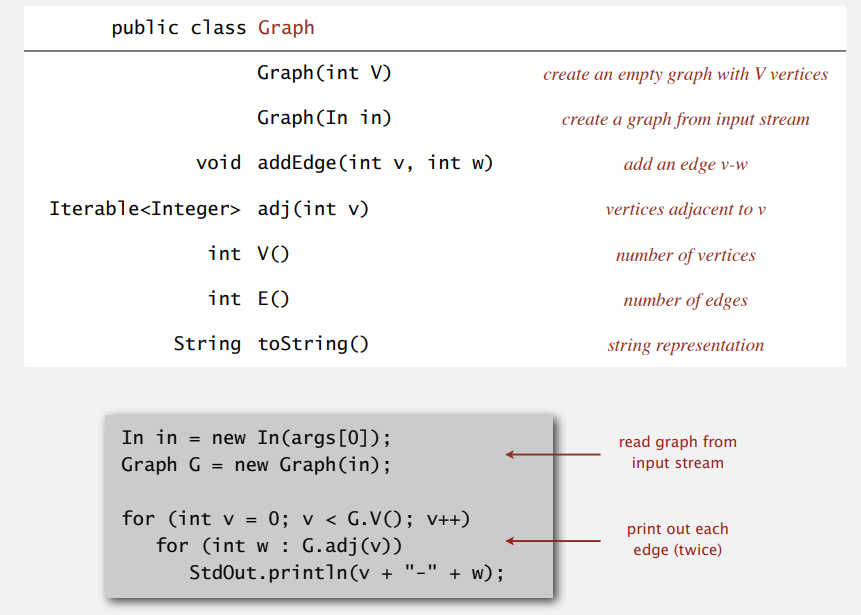 public class Graph
Graph(int V) create an empty graph with V vertices
Graph(In in) create a graph from input stream
void addEdge(int v, int w) add an edge v-w
Iterable<Integer> adj(int v) vertices adjacent to v
int V() number of vertices
int E() number of edges
String toString() string representation
In in = new In(args[0]);
Graph G = new Graph(in);
read graph from
input stream
for (int v = 0; v < G.V(); v++)
for (int w : G.adj(v))
StdOut.println(v + "-" + w);
print out each
edge (twice)